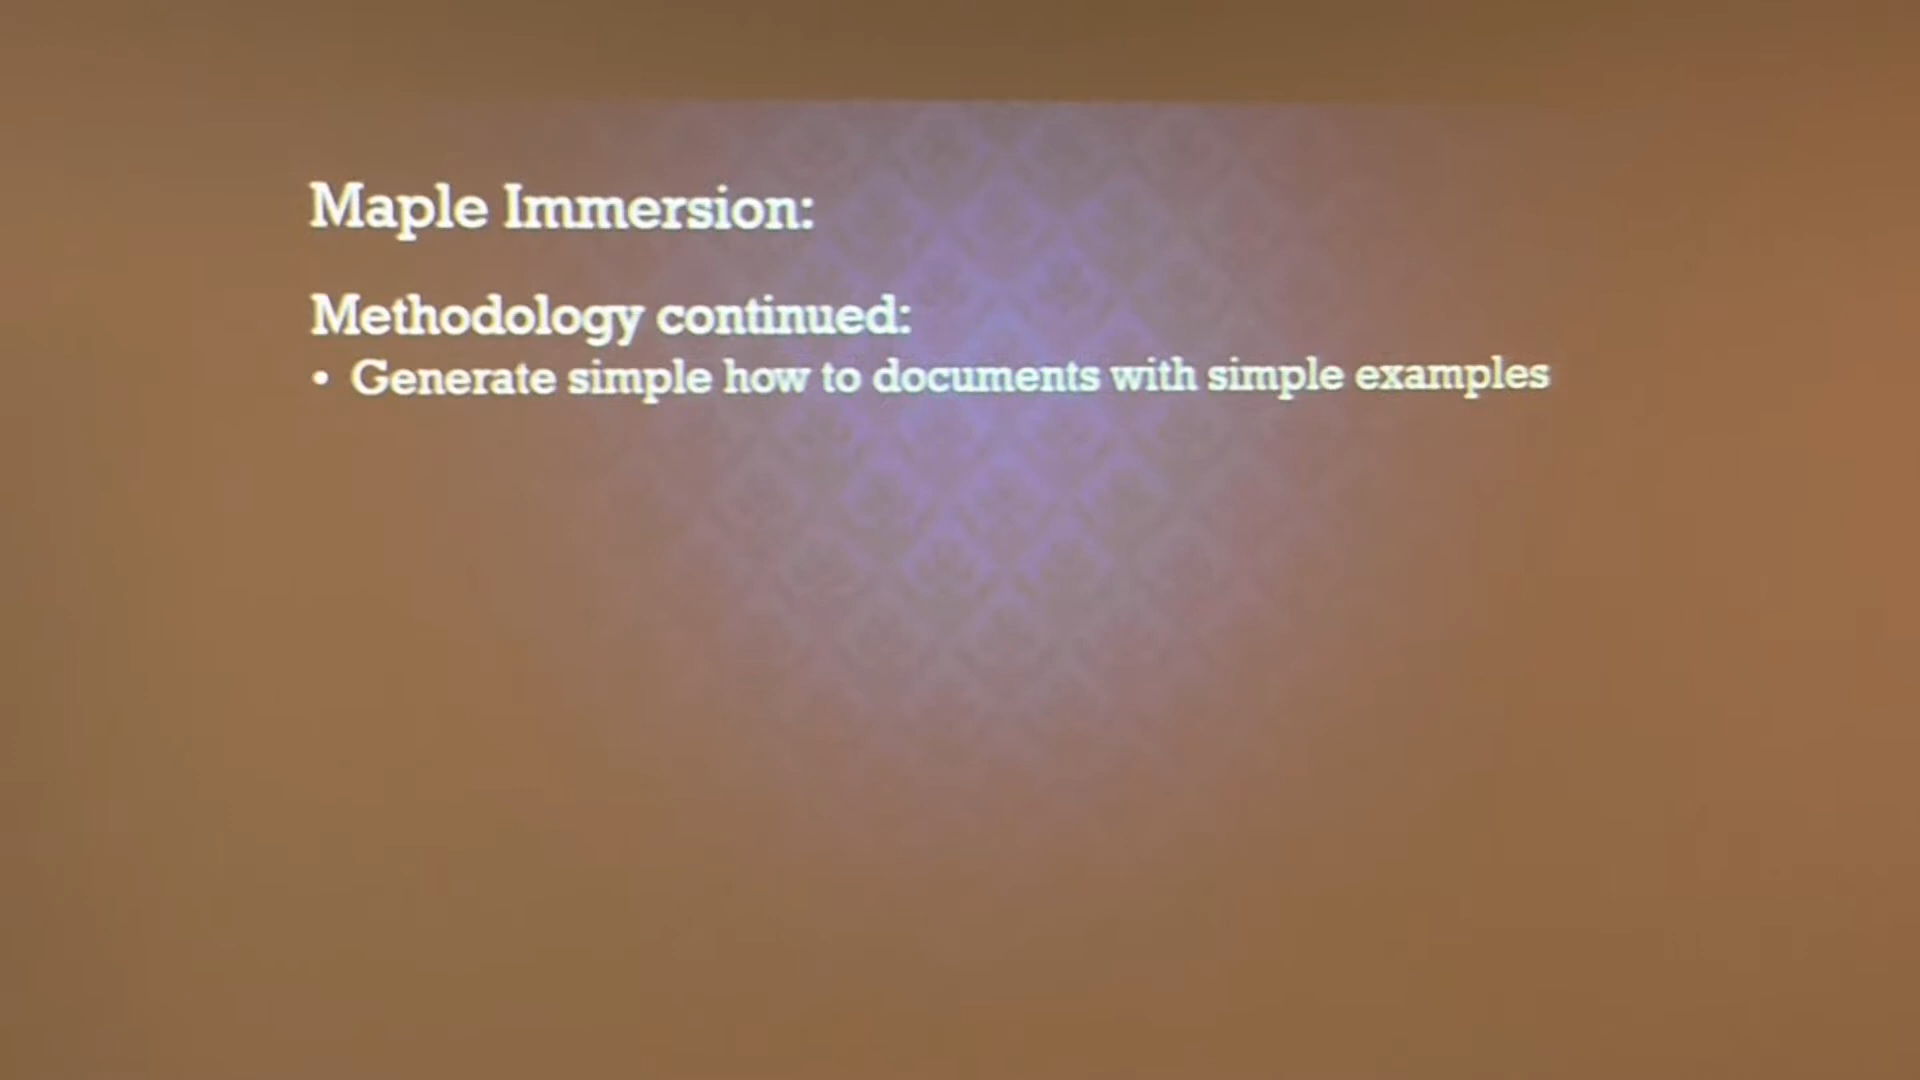 Maple Immersion:
Methodology continued:
• Generate simple how to documents with simple examples